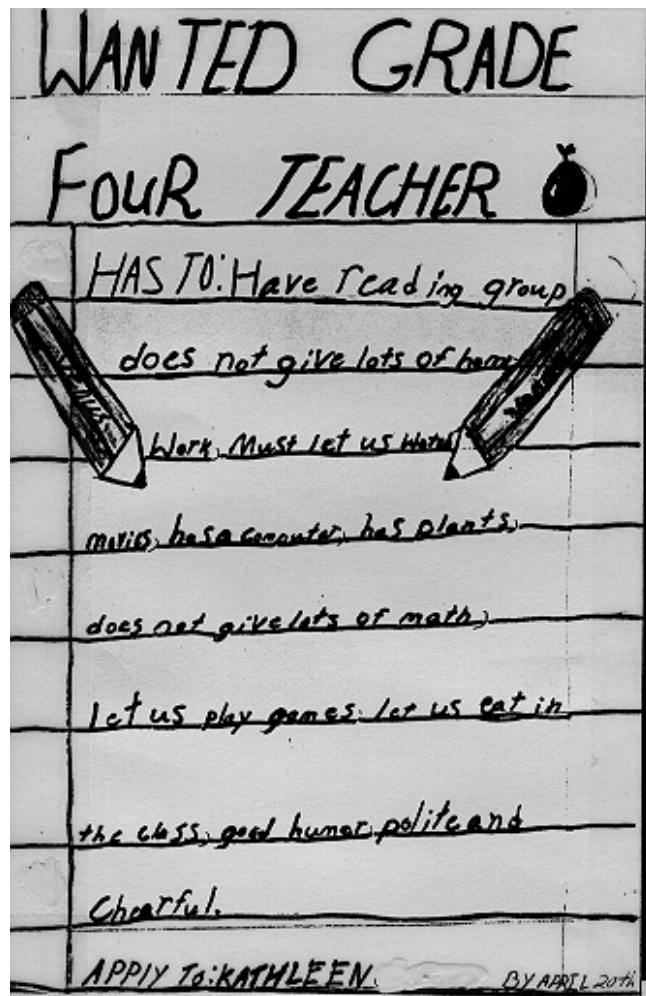 WANTED GRADE
FOUR TEACHER
HAS TO: Have reading group
does not give lots of home
Work, Must let us watch
movies, has a computer, has plants,
does not give lots of math,
let us play games. let us eat in
the class, good humor, polite and
Chearful.
APPIY To: KATHLEEN.
BY APRIL 20th